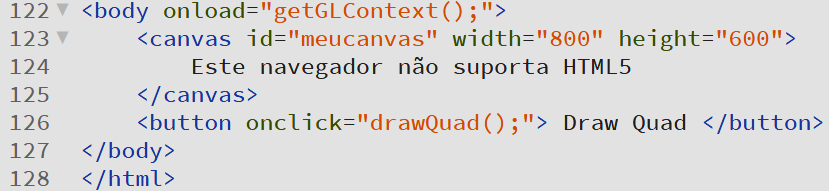 122 <body onload="getGLContext();">
123 <canvas id="meucanvas" width="800" height="600">
124 Este navegador não suporta HTML5
125 </canvas>
126 <button onclick="drawQuad();"> Draw Quad </button>
127 </body>
128 </html>